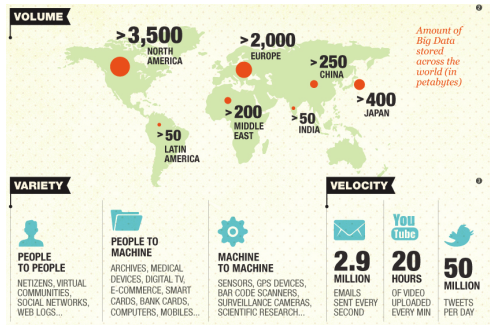 VOLUME
>3,500
NORTH
AMERICA
>2,000
EUROPE
>250
CHINA
>400
JAPAN
>200
MIDDLE
EAST
>50
INDIA
>50
LATIN
AMERICA
Amount of
Big Data
stored
across the
world (in
petabytes)
VARIETY
PEOPLE
TO PEOPLE
NETIZENS, VIRTUAL
COMMUNITIES,
SOCIAL NETWORKS,
WEB LOGS...
PEOPLE TO
MACHINE
ARCHIVES, MEDICAL
DEVICES, DIGITAL TV,
E-COMMERCE, SMART
CARDS, BANK CARDS,
COMPUTERS, MOBILES...
MACHINE
TO MACHINE
SENSORS, GPS DEVICES,
BAR CODE SCANNERS,
SURVEILLANCE CAMERAS,
SCIENTIFIC RESEARCH...
VELOCITY
2.9
MILLION
EMAILS
SENT EVERY
SECOND
You
Tube
20
HOURS
OF VIDEO
UPLOADED
EVERY MIN
50
MILLION
TWEETS
PER DAY